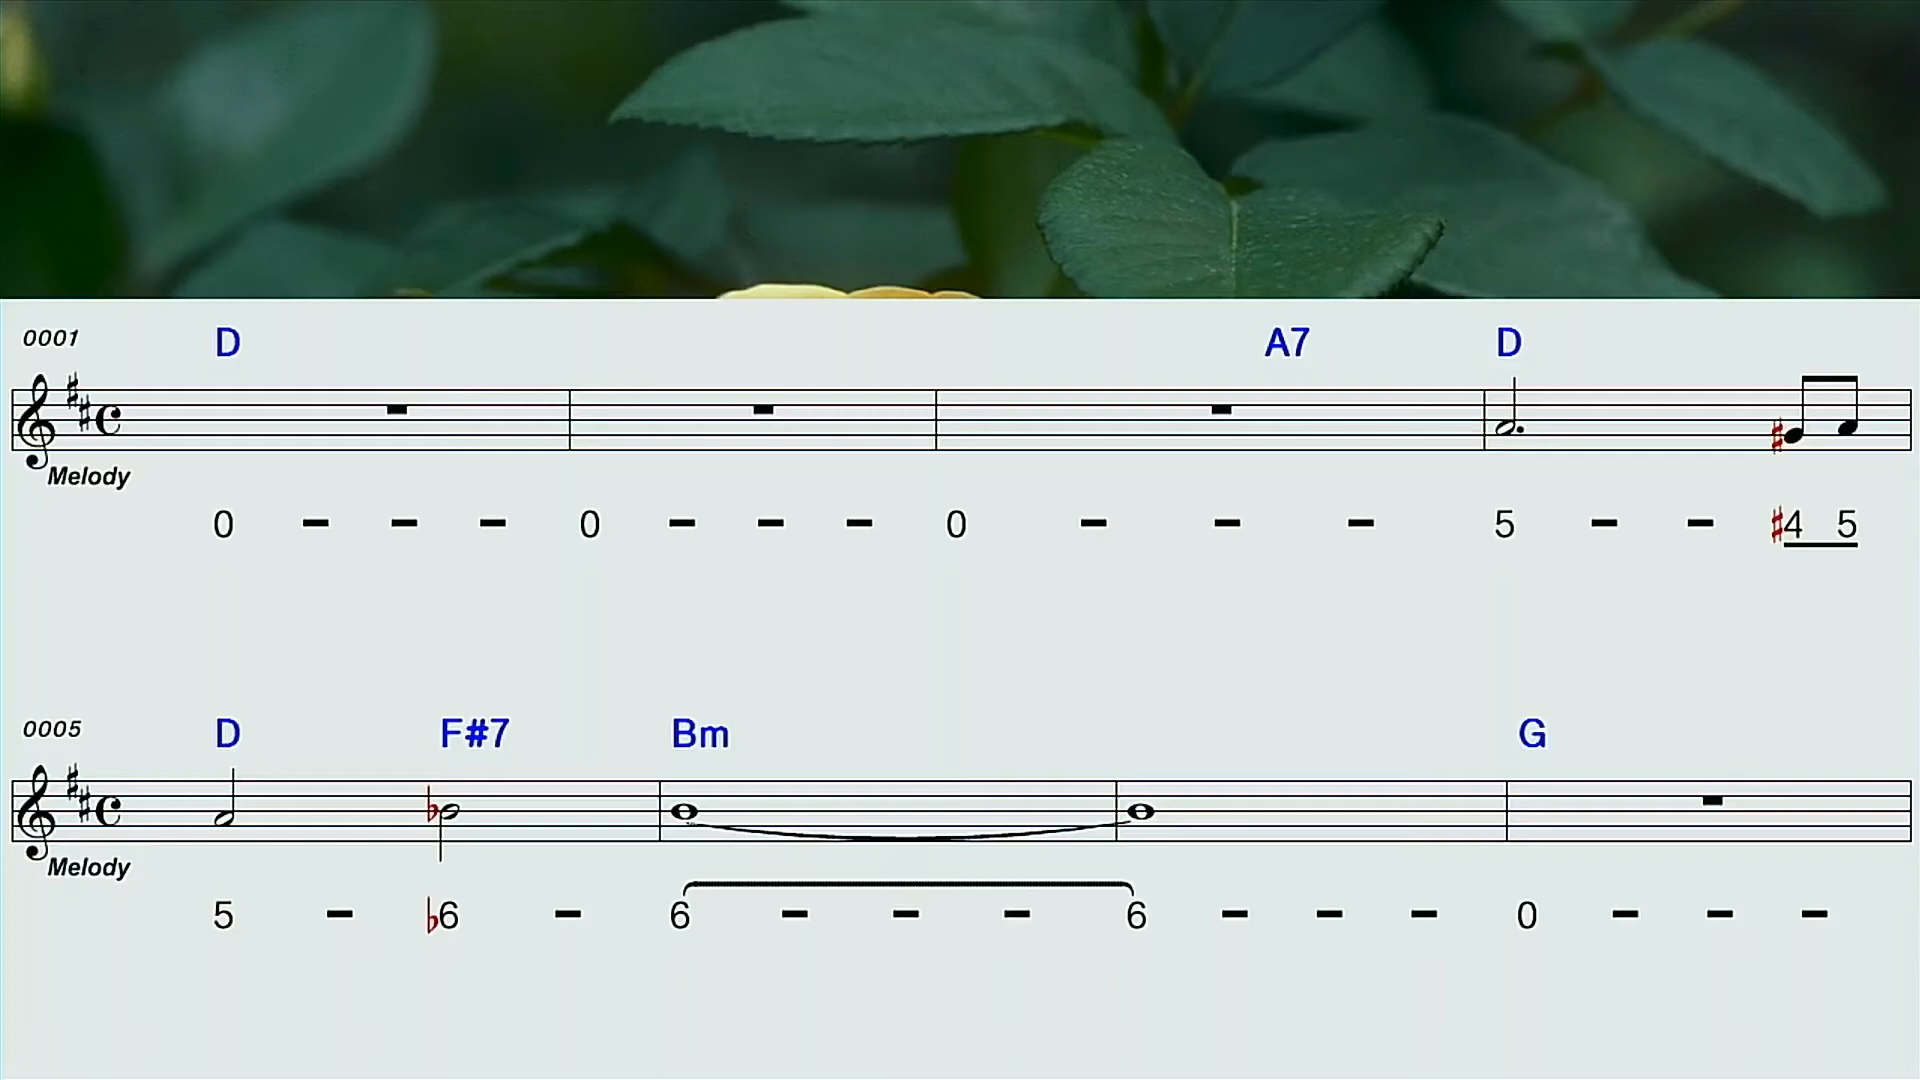 0001 D A7 D
Melody
0 - - - 0 - - - 0 - - - 5 - - ♯4 5
0005 D F#7 Bm G
Melody
5 - ♭6 - 6 - - - 6 - - - 0 - - -